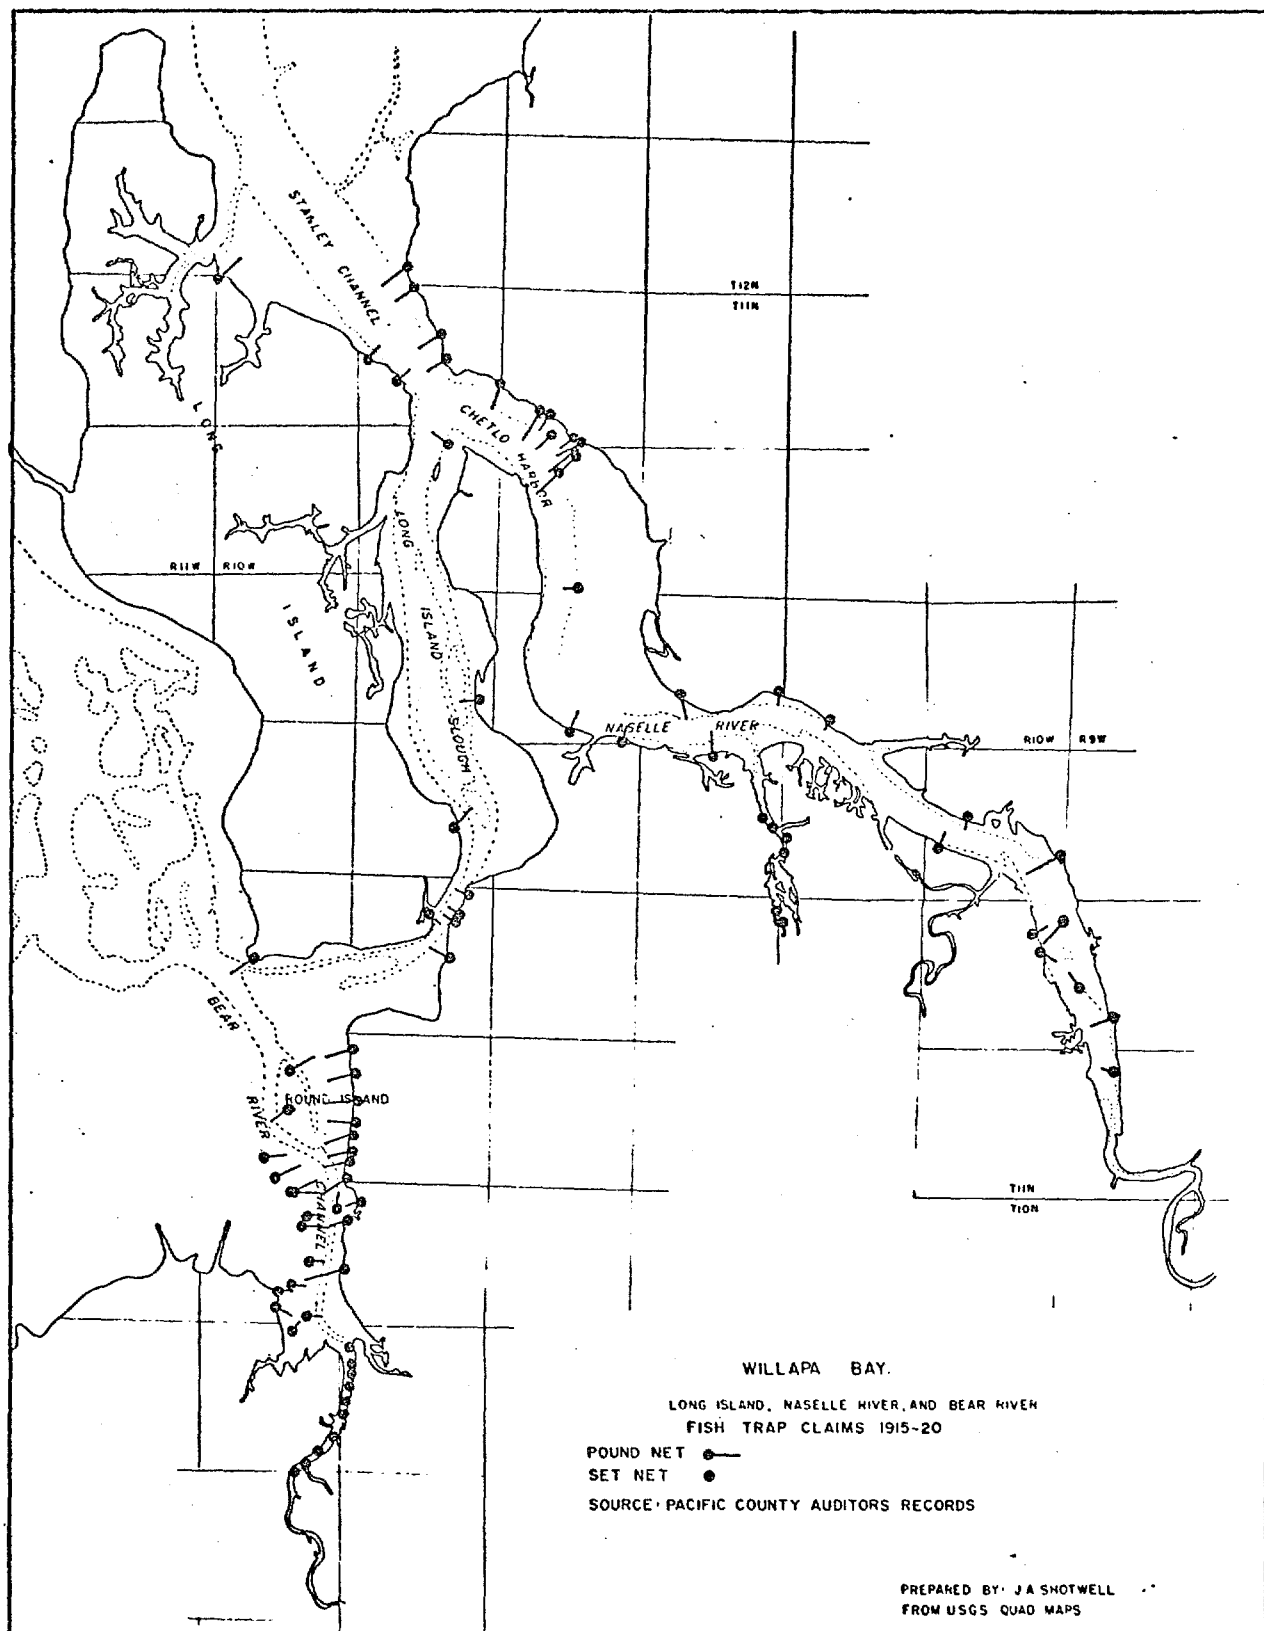 STANLEY CHANNEL
T12N
T11N
CHETLO HARBOR
LONG
ISLAND
LONG
ISLAND
SLOUGH
R11W R10W
NASELLE RIVER
R10W R9W
BEAR
RIVER
CHANNEL
ROUND ISLAND
T11N
T10N
WILLAPA BAY.
LONG ISLAND, NASELLE RIVER, AND BEAR RIVER
FISH TRAP CLAIMS 1915-20
POUND NET
SET NET
SOURCE: PACIFIC COUNTY AUDITORS RECORDS
PREPARED BY: J A SHOTWELL
FROM USGS QUAD MAPS